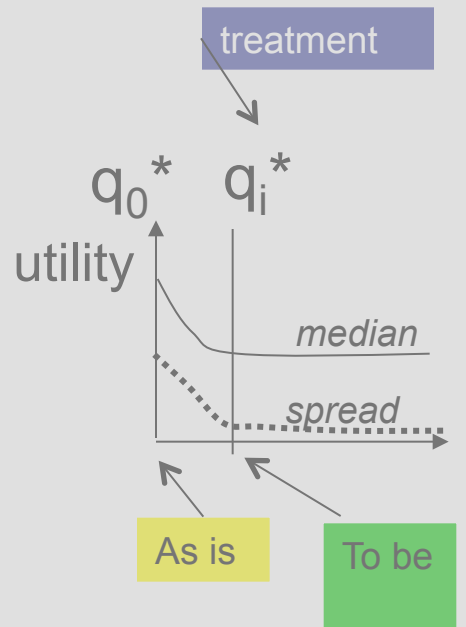 treatment
q₀* qᵢ*
utility
median
spread
As is
To be